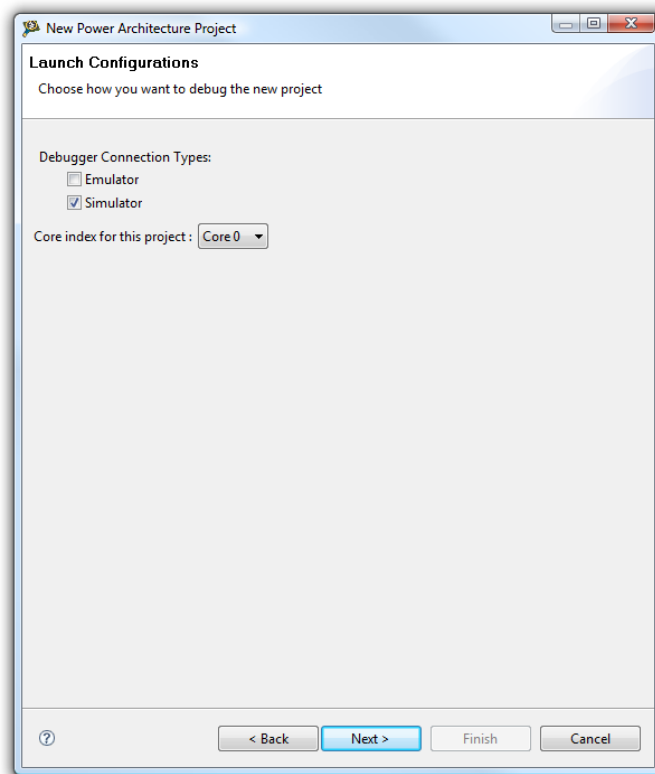 New Power Architecture Project
Launch Configurations
Choose how you want to debug the new project
Debugger Connection Types:
Emulator
Simulator
Core index for this project : Core 0
< Back Next > Finish Cancel